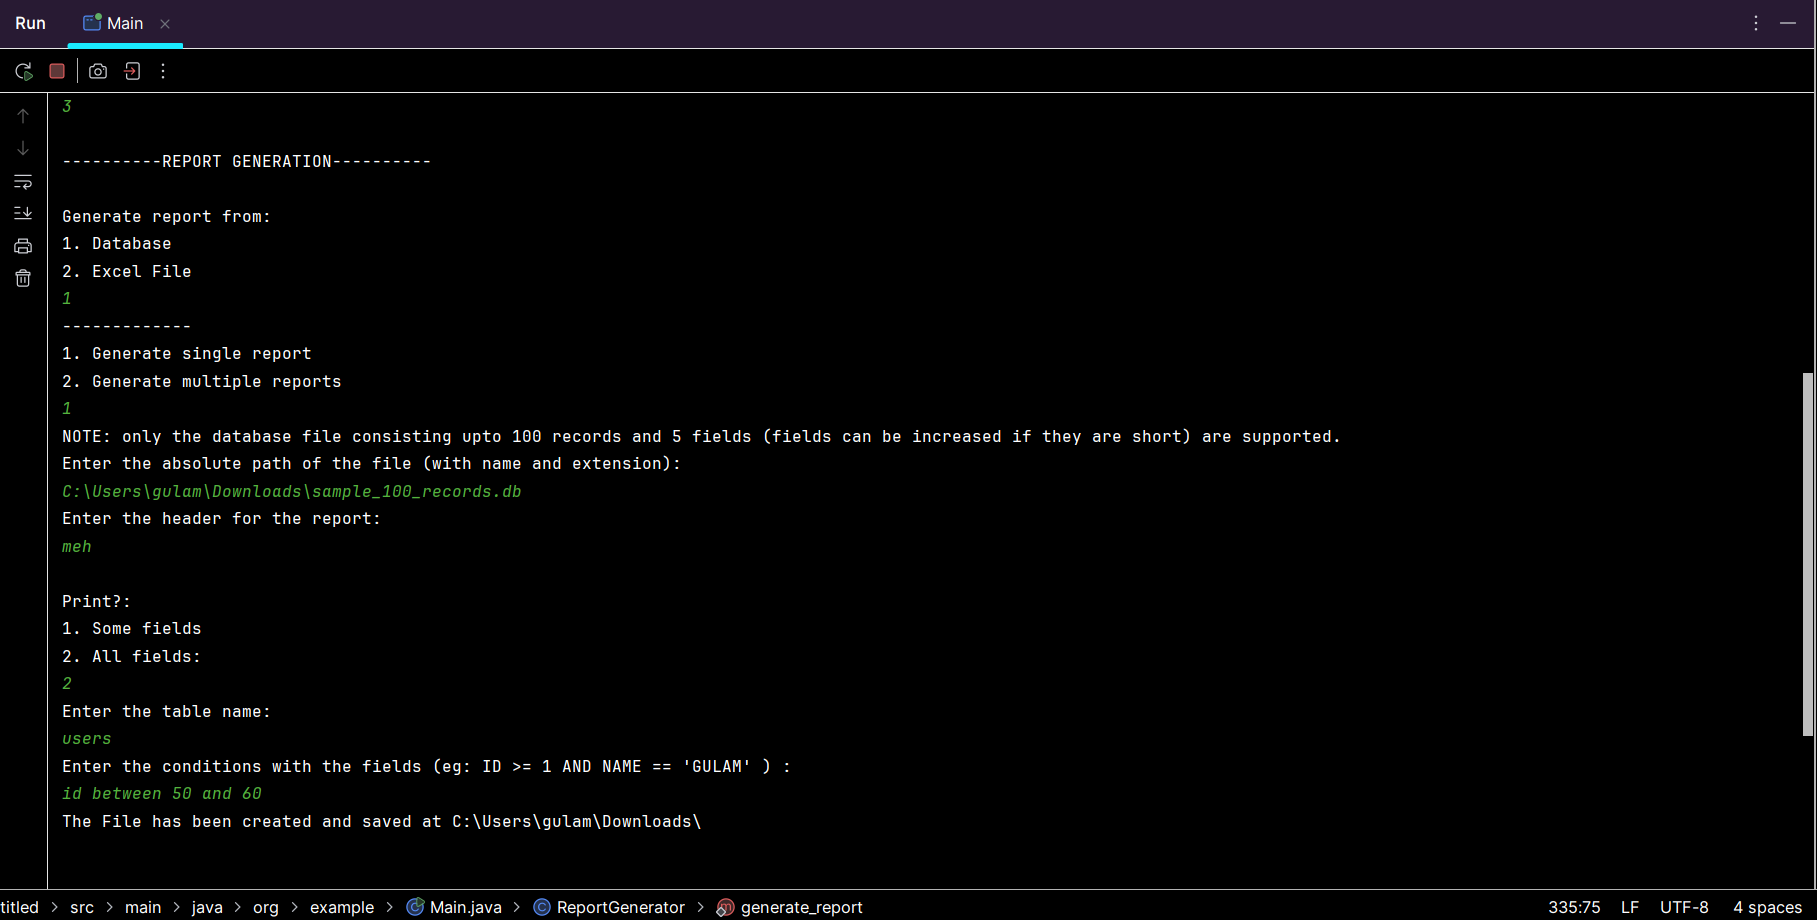 Run Main
3
----------REPORT GENERATION----------
Generate report from:
1. Database
2. Excel File
1
-------------
1. Generate single report
2. Generate multiple reports
1
NOTE: only the database file consisting upto 100 records and 5 fields (fields can be increased if they are short) are supported.
Enter the absolute path of the file (with name and extension):
C:\Users\gulam\Downloads\sample_100_records.db
Enter the header for the report:
meh
Print?:
1. Some fields
2. All fields:
2
Enter the table name:
users
Enter the conditions with the fields (eg: ID >= 1 AND NAME == 'GULAM' ) :
id between 50 and 60
The File has been created and saved at C:\Users\gulam\Downloads\
titled > src > main > java > org > example > Main.java > ReportGenerator > generate_report 335:75 LF UTF-8 4 spaces